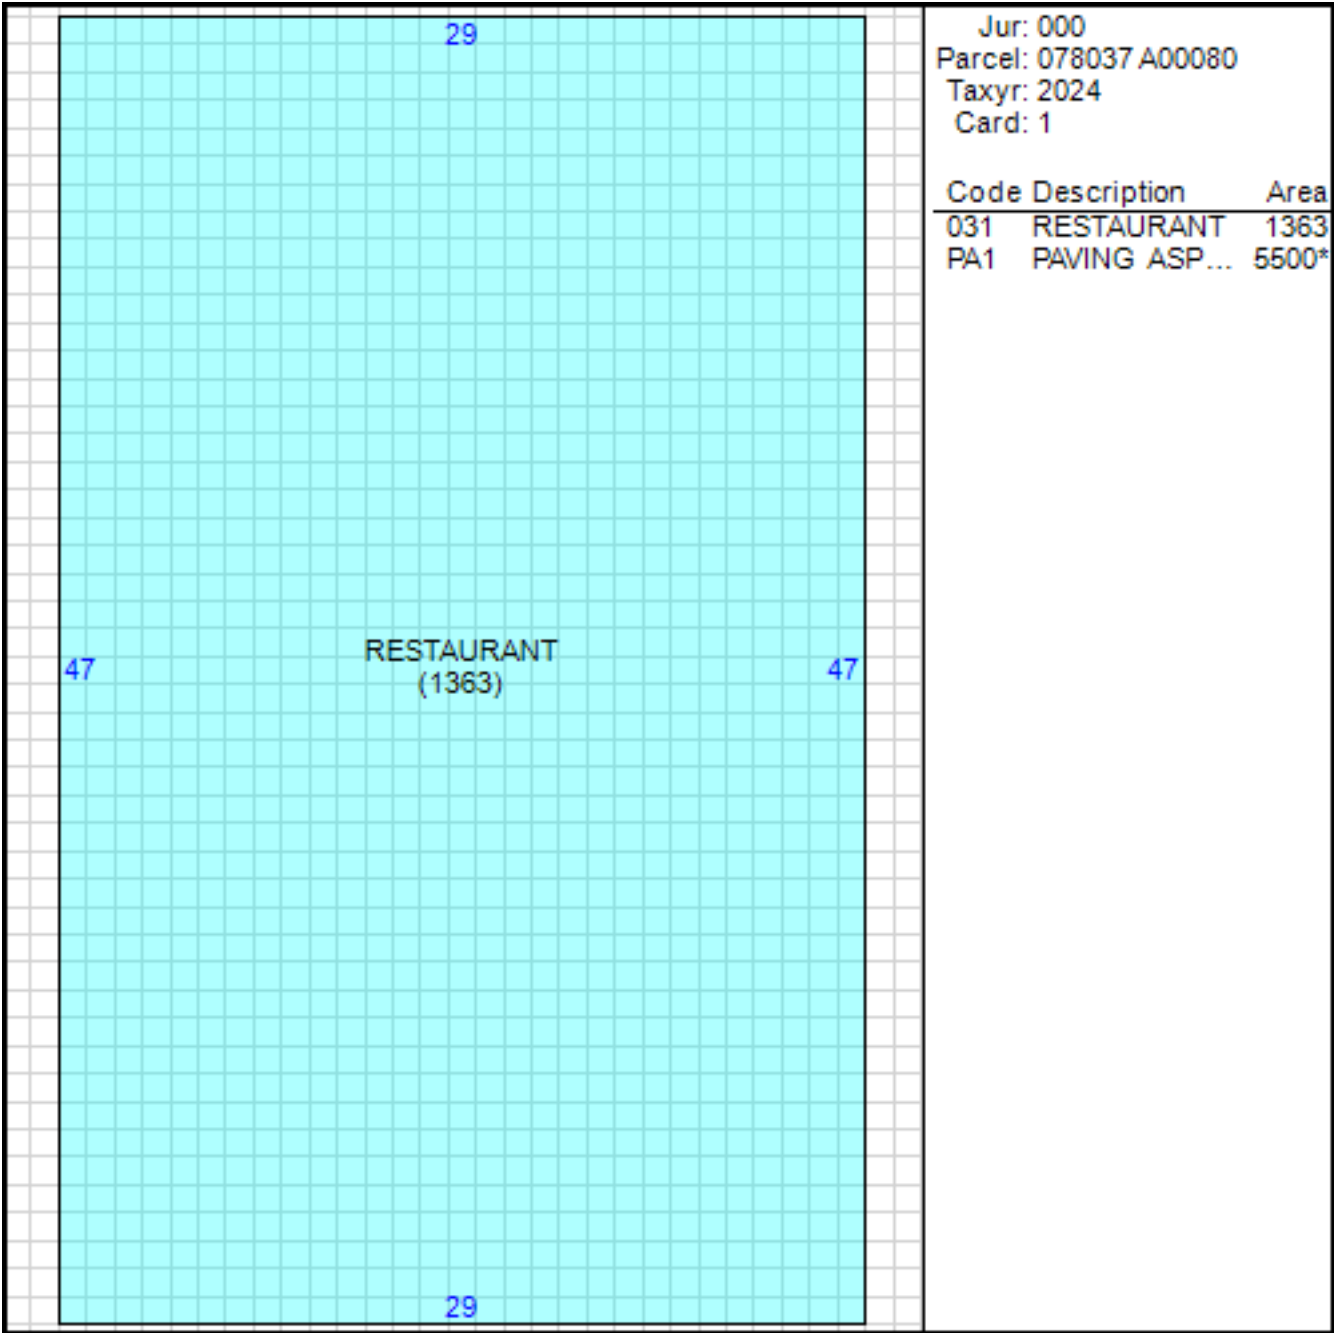 29
47
RESTAURANT
(1363)
47
29
Jur: 000
Parcel: 078037 A00080
Taxyr: 2024
Card: 1
Code Description Area
031 RESTAURANT 1363
PA1 PAVING ASP... 5500*